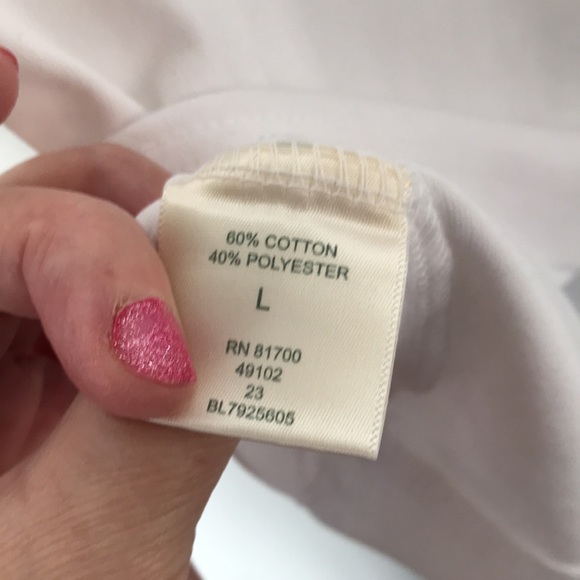 60% COTTON
40% POLYESTER
L
RN 81700
49102
23
BL7925605